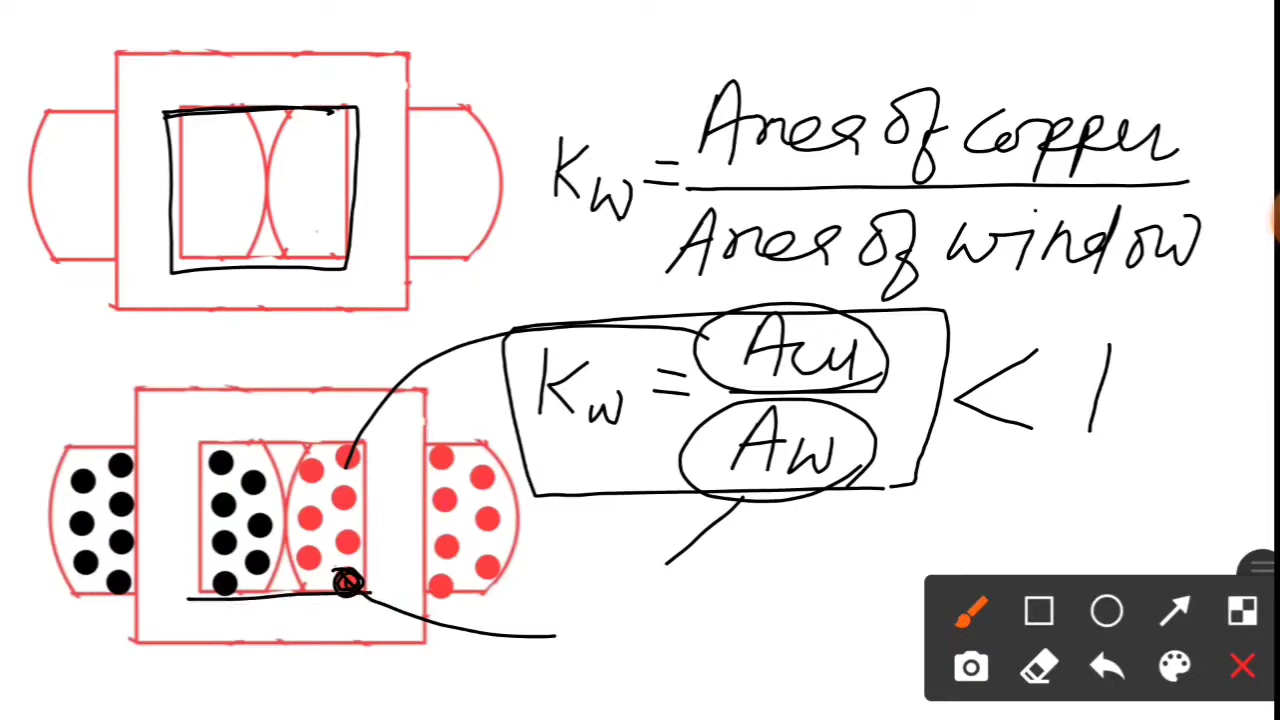 Kw = Area of copper / Area of window
Kw = Acu / Aw < 1